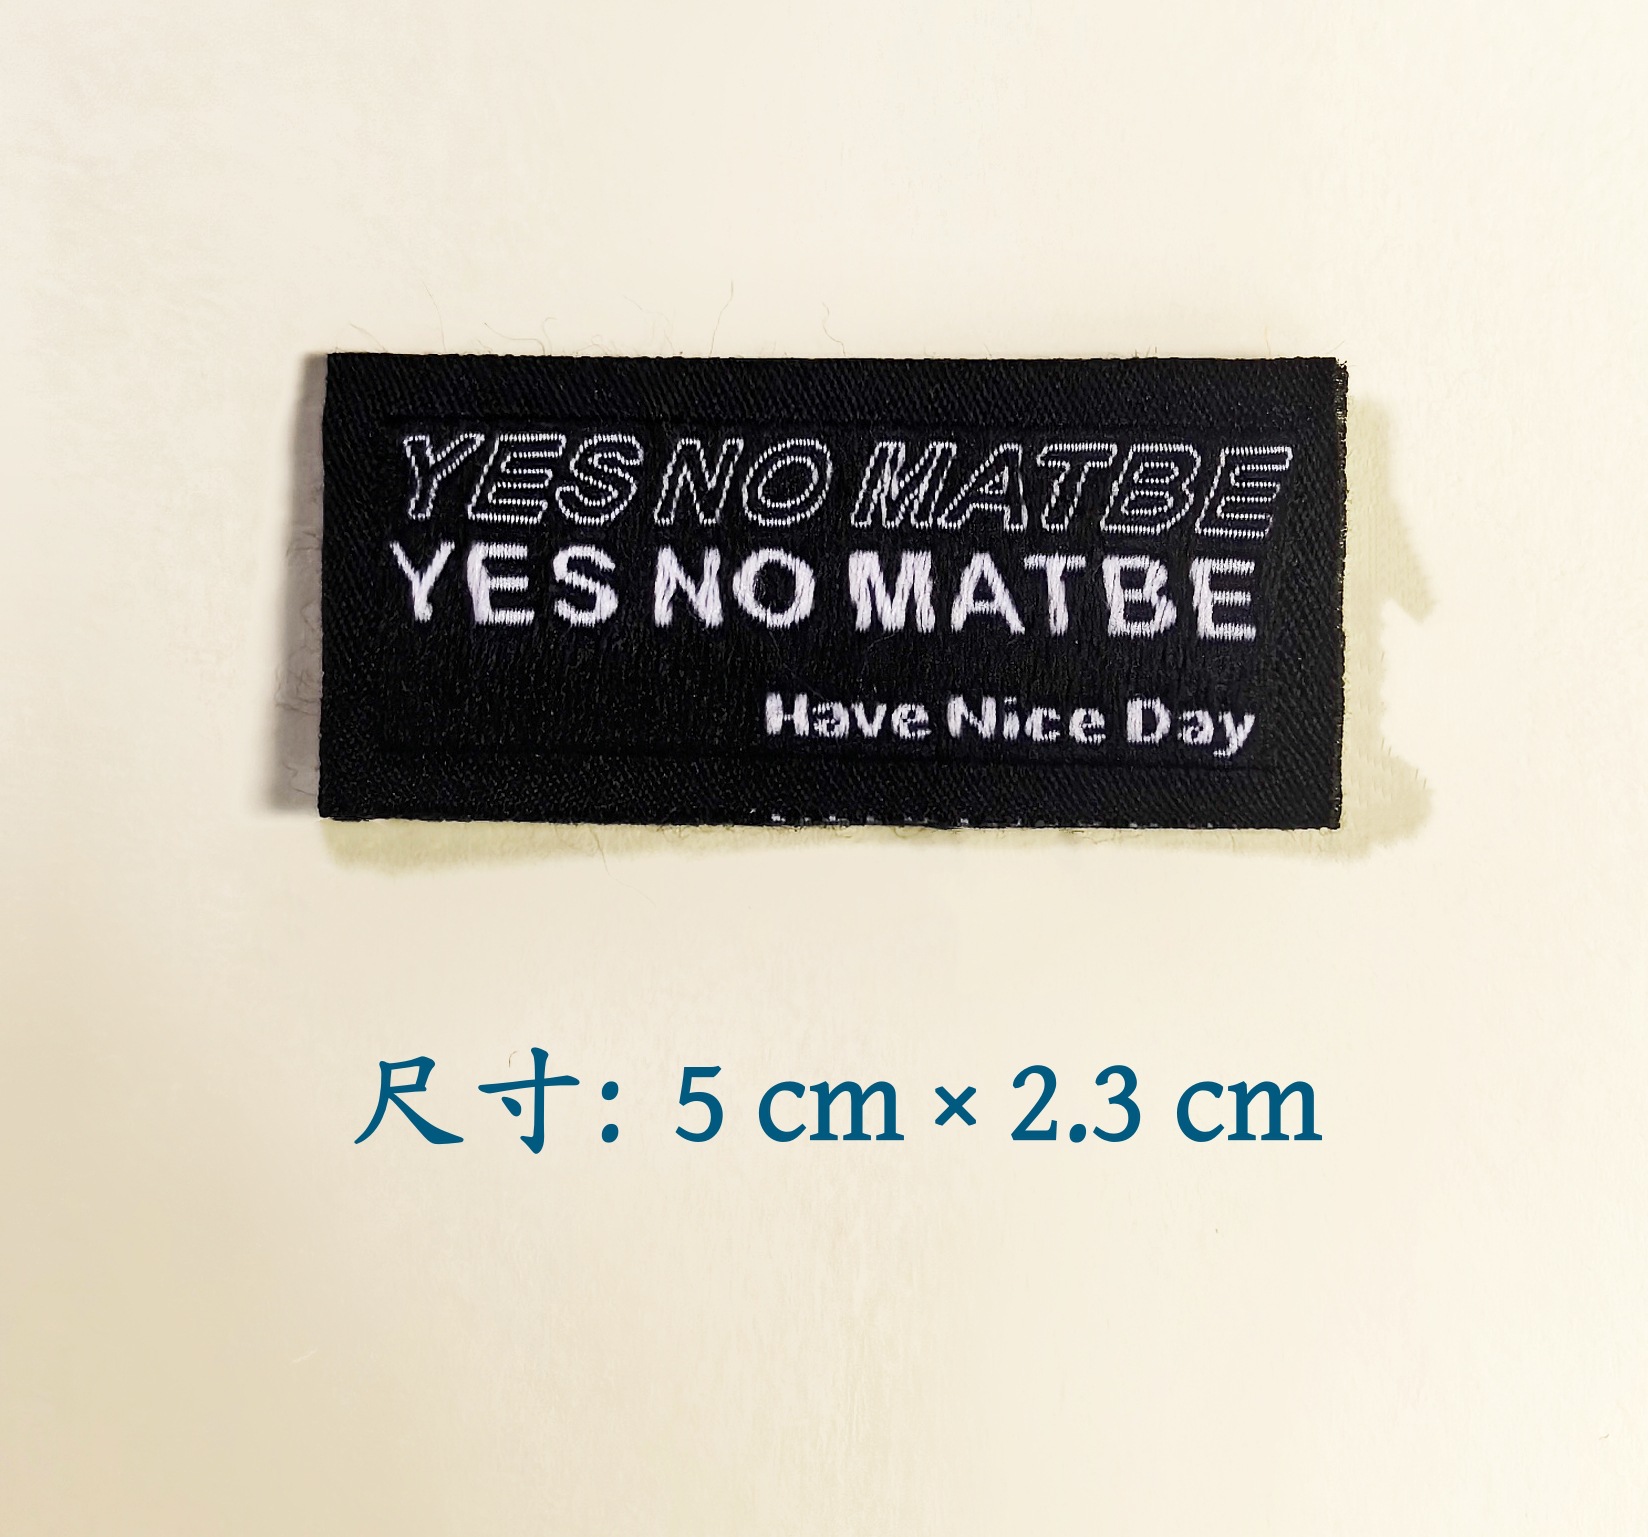 YES NO MATBE
YES NO MATBE
Have Nice Day
尺寸: 5 cm × 2.3 cm